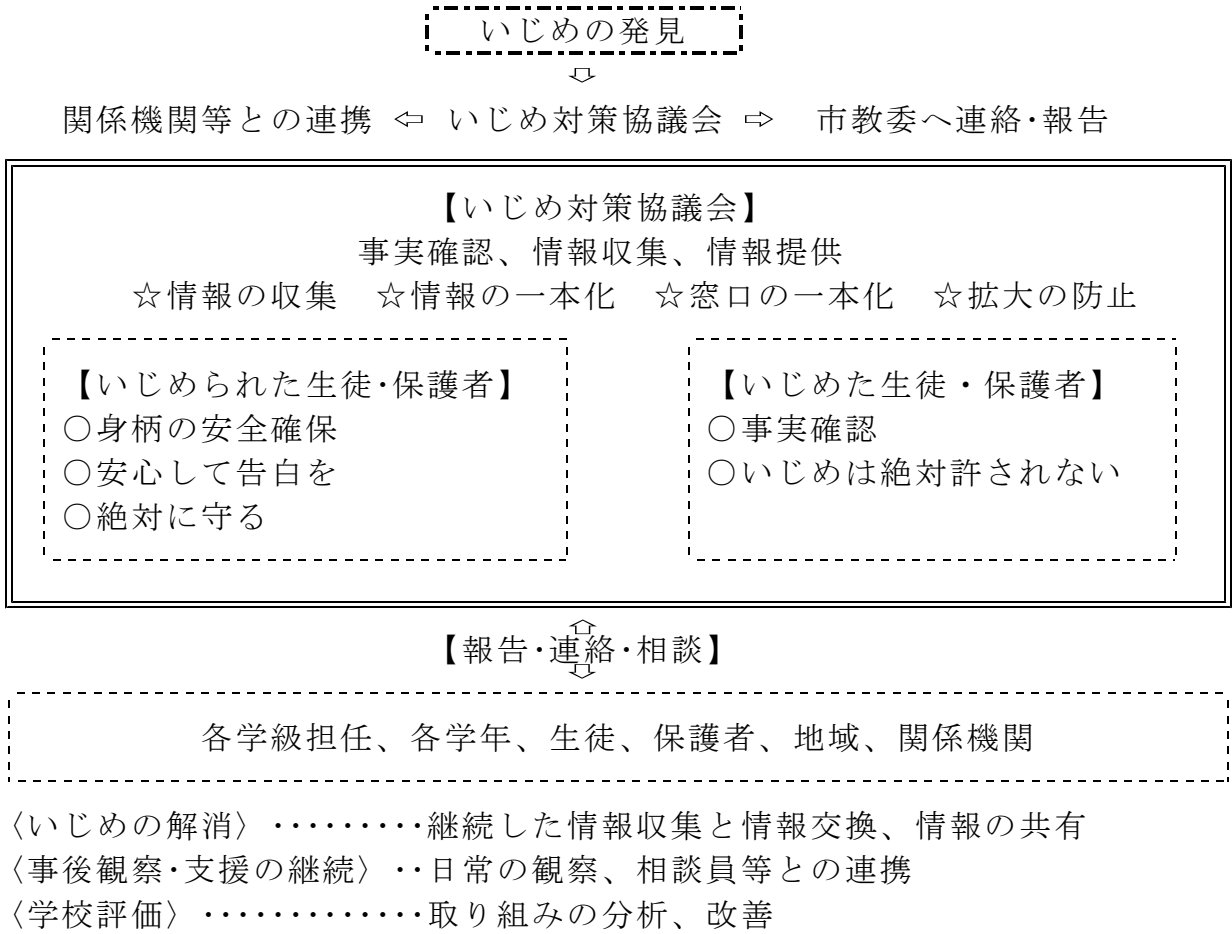 いじめの発見
⇩
関係機関等との連携 ⇦ いじめ対策協議会 ⇨ 市教委へ連絡･報告
【いじめ対策協議会】
事実確認、情報収集、情報提供
☆情報の収集 ☆情報の一本化 ☆窓口の一本化 ☆拡大の防止
【いじめられた生徒･保護者】
○身柄の安全確保
○安心して告白を
○絶対に守る
【いじめた生徒・保護者】
○事実確認
○いじめは絶対許されない
⇧
【報告･連絡･相談】
⇩
各学級担任、各学年、生徒、保護者、地域、関係機関
〈いじめの解消〉･････････継続した情報収集と情報交換、情報の共有
〈事後観察･支援の継続〉･･日常の観察、相談員等との連携
〈学校評価〉･････････････取り組みの分析、改善